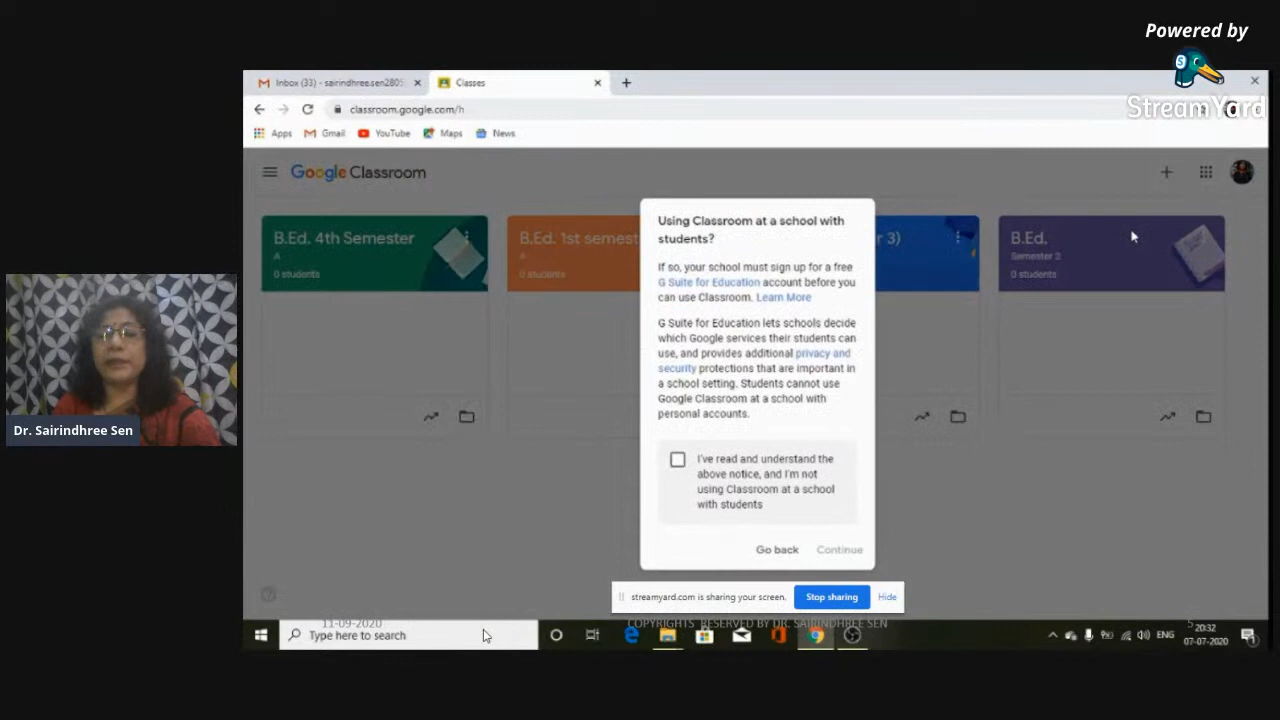 Powered by
StreamYard
Inbox (33) - sairindhree.sen2805
Classes
classroom.google.com/h
Apps
Gmail
YouTube
Maps
News
Google Classroom
B.Ed. 4th Semester
A
0 students
B.Ed. 1st semest
A
0 students
r 3)
B.Ed.
Semester 2
0 students
Using Classroom at a school with
students?
If so, your school must sign up for a free
G Suite for Education account before you
can use Classroom. Learn More
G Suite for Education lets schools decide
which Google services their students can
use, and provides additional privacy and
security protections that are important in
a school setting. Students cannot use
Google Classroom at a school with
personal accounts.
I've read and understand the
above notice, and I'm not
using Classroom at a school
with students
Go back
Continue
Dr. Sairindhree Sen
streamyard.com is sharing your screen.
Stop sharing
Hide
11-09-2020
COPYRIGHTS RESERVED BY DR. SAIRINDHREE SEN
5
Type here to search
ENG
20:32
07-07-2020